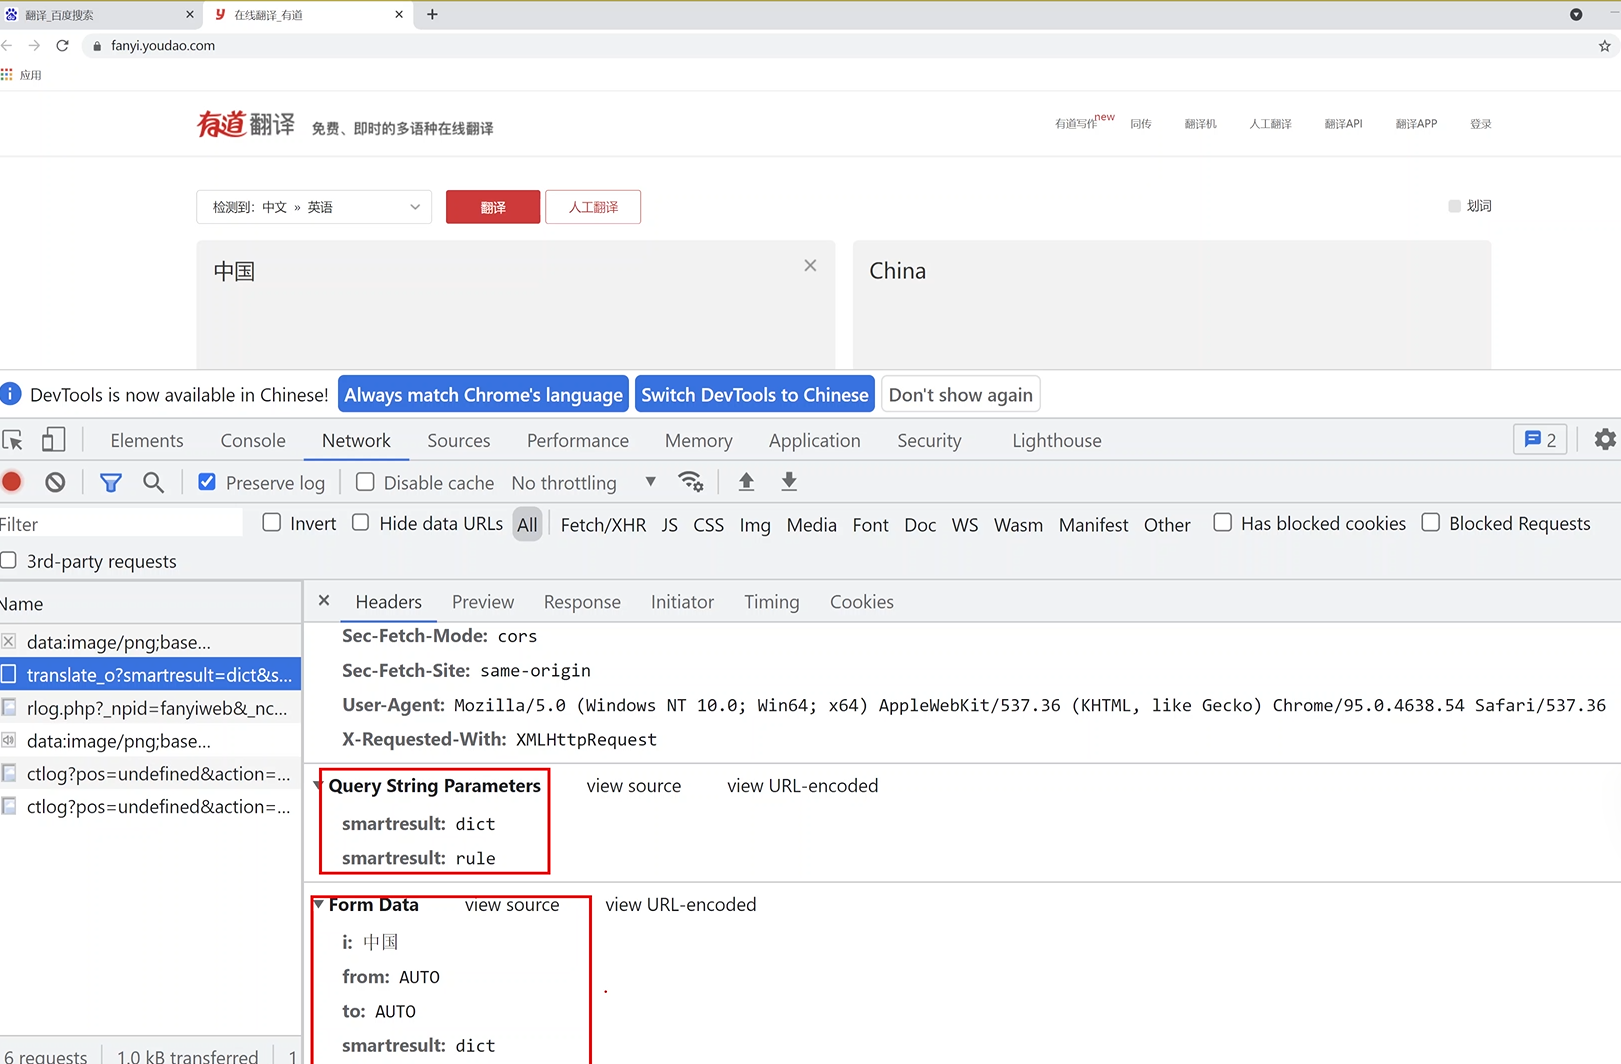 翻译_百度搜索
在线翻译_有道
fanyi.youdao.com
应用
有道翻译 免费、即时的多语种在线翻译
有道写作 new 同传 翻译机 人工翻译 翻译API 翻译APP 登录
检测到：中文 » 英语 翻译 人工翻译 划词
中国
China
DevTools is now available in Chinese! Always match Chrome's language Switch DevTools to Chinese Don't show again
Elements Console Network Sources Performance Memory Application Security Lighthouse 2
Preserve log Disable cache No throttling
Filter Invert Hide data URLs All Fetch/XHR JS CSS Img Media Font Doc WS Wasm Manifest Other Has blocked cookies Blocked Requests
3rd-party requests
Name
data:image/png;base...
translate_o?smartresult=dict&s...
rlog.php?_npid=fanyiweb&_nc...
data:image/png;base...
ctlog?pos=undefined&action=...
ctlog?pos=undefined&action=...
6 requests 1.0 kB transferred 1
Headers Preview Response Initiator Timing Cookies
Sec-Fetch-Mode: cors
Sec-Fetch-Site: same-origin
User-Agent: Mozilla/5.0 (Windows NT 10.0; Win64; x64) AppleWebKit/537.36 (KHTML, like Gecko) Chrome/95.0.4638.54 Safari/537.36
X-Requested-With: XMLHttpRequest
Query String Parameters view source view URL-encoded
smartresult: dict
smartresult: rule
Form Data view source view URL-encoded
i: 中国
from: AUTO
to: AUTO
smartresult: dict